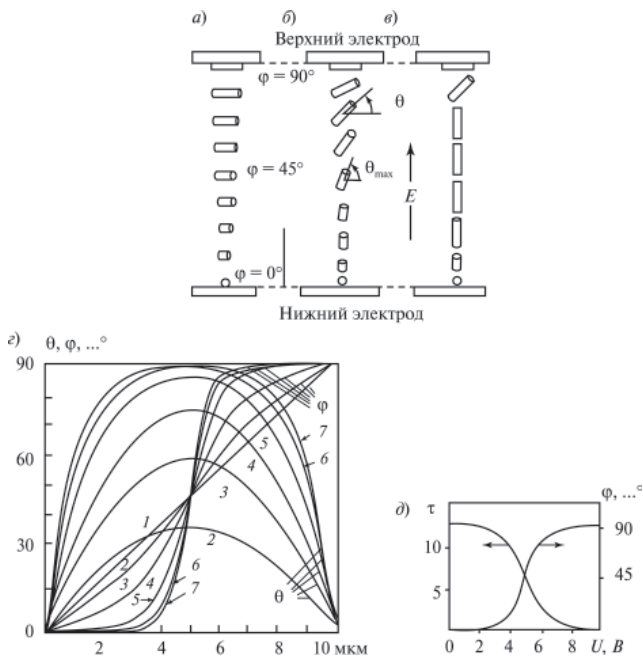 а) б) в)
Верхний электрод
φ = 90°
θ
φ = 45°
θmax
E
φ = 0°
Нижний электрод
г) θ, φ, ...°
90
φ
7
5
6
60
4
3
1
2
30
2
3
4
6
5
7
θ
0
2 4 6 8 10 мкм
д) τ φ, ...°
90
10
45
5
0 2 4 6 8 U, В